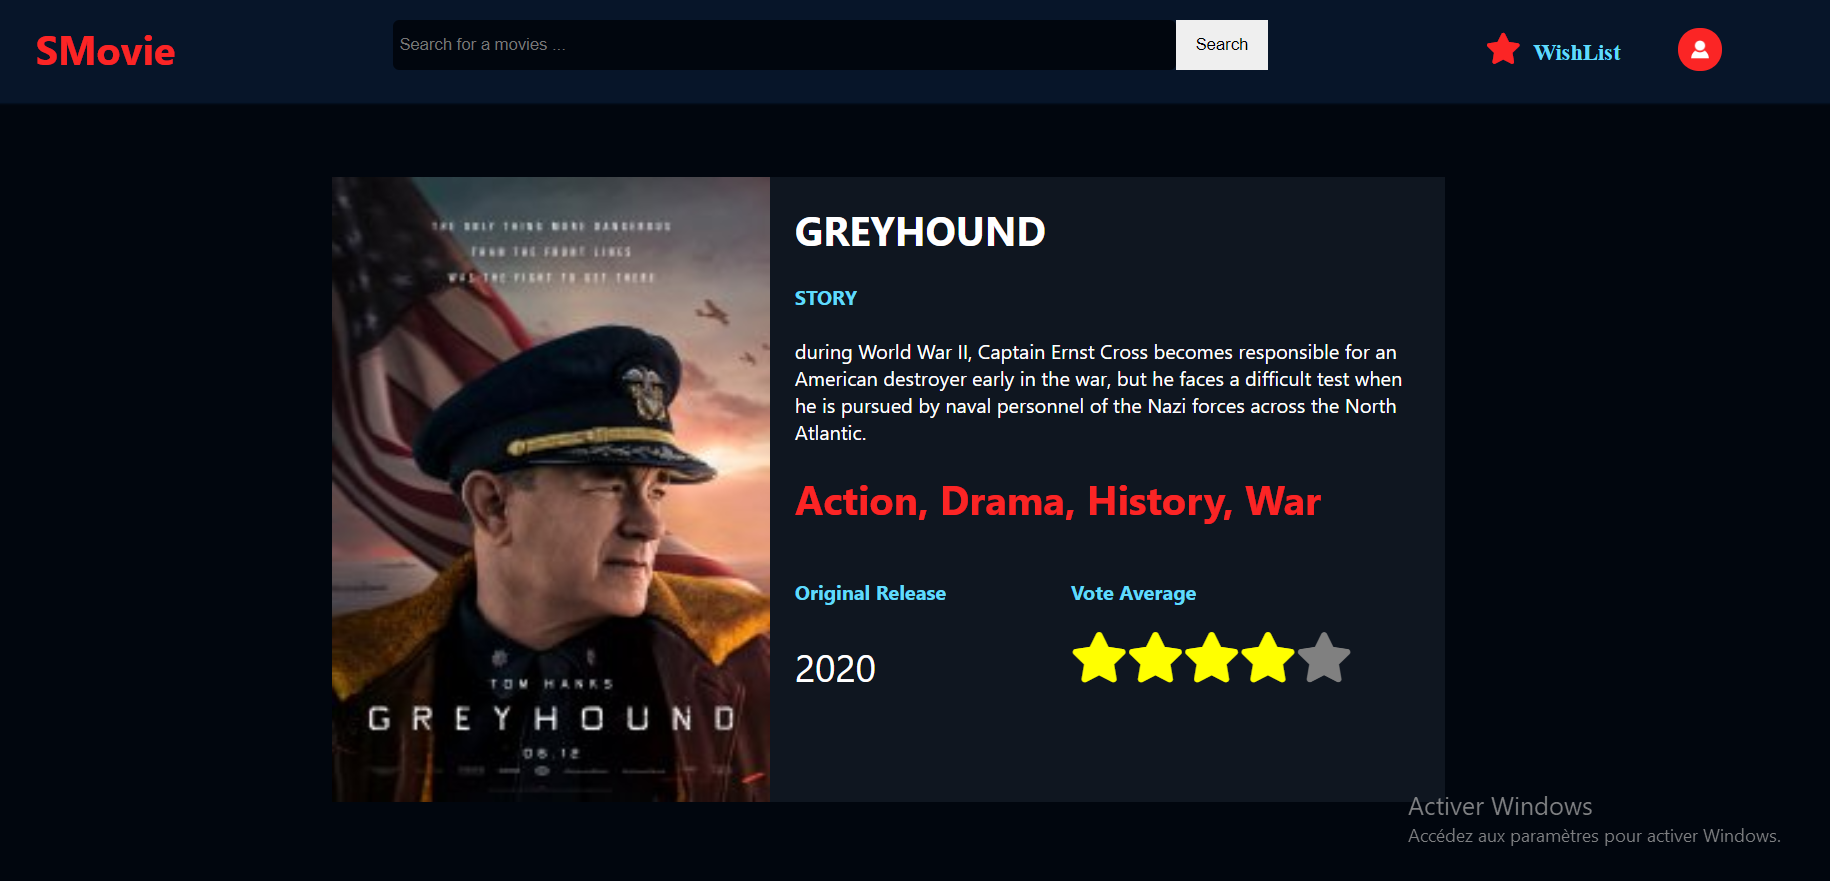 SMovie
Search for a movies ...
Search
WishList
THE ONLY THING MORE DANGEROUS
THAN THE FRONT LINES
WAS THE FIGHT TO GET THERE
TOM HANKS
GREYHOUND
06.12
GREYHOUND
STORY
during World War II, Captain Ernst Cross becomes responsible for an
American destroyer early in the war, but he faces a difficult test when
he is pursued by naval personnel of the Nazi forces across the North
Atlantic.
Action, Drama, History, War
Original Release
Vote Average
2020
Activer Windows
Accédez aux paramètres pour activer Windows.